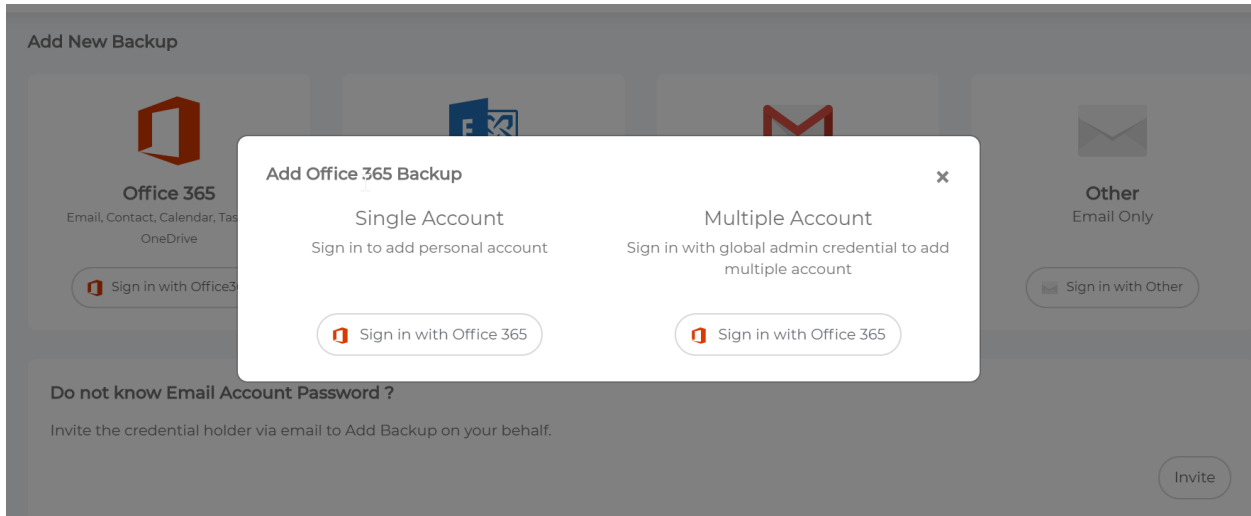 Add New Backup
Office 365
Email, Contact, Calendar, Tas
OneDrive
Sign in with Office3
E
Other
Email Only
Sign in with Other
Add Office 365 Backup
×
Single Account
Sign in to add personal account
Sign in with Office 365
Multiple Account
Sign in with global admin credential to add
multiple account
Sign in with Office 365
Do not know Email Account Password ?
Invite the credential holder via email to Add Backup on your behalf.
Invite